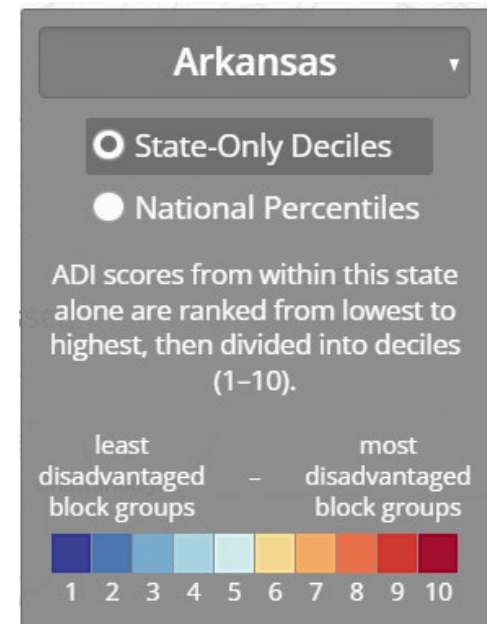 Arkansas
State-Only Deciles
National Percentiles
ADI scores from within this state
alone are ranked from lowest to
highest, then divided into deciles
(1–10).
least most
disadvantaged – disadvantaged
block groups block groups
1 2 3 4 5 6 7 8 9 10